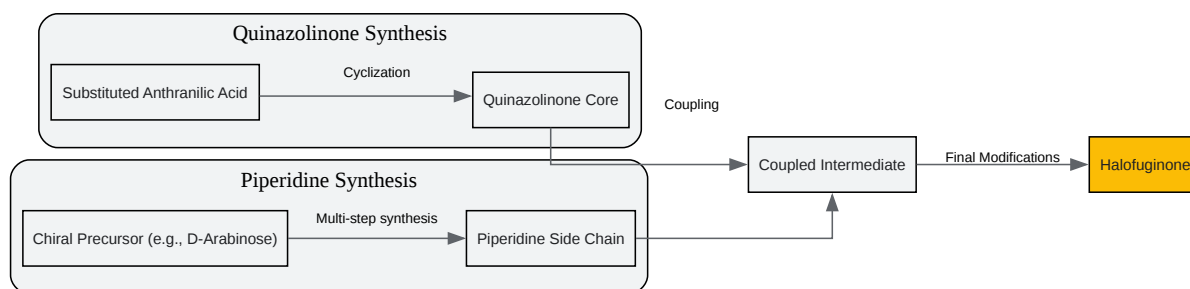 Quinazolinone Synthesis
Substituted Anthranilic Acid
Cyclization
Quinazolinone Core
Coupling
Coupled Intermediate
Final Modifications
Halofuginone
Piperidine Synthesis
Chiral Precursor (e.g., D-Arabinose)
Multi-step synthesis
Piperidine Side Chain